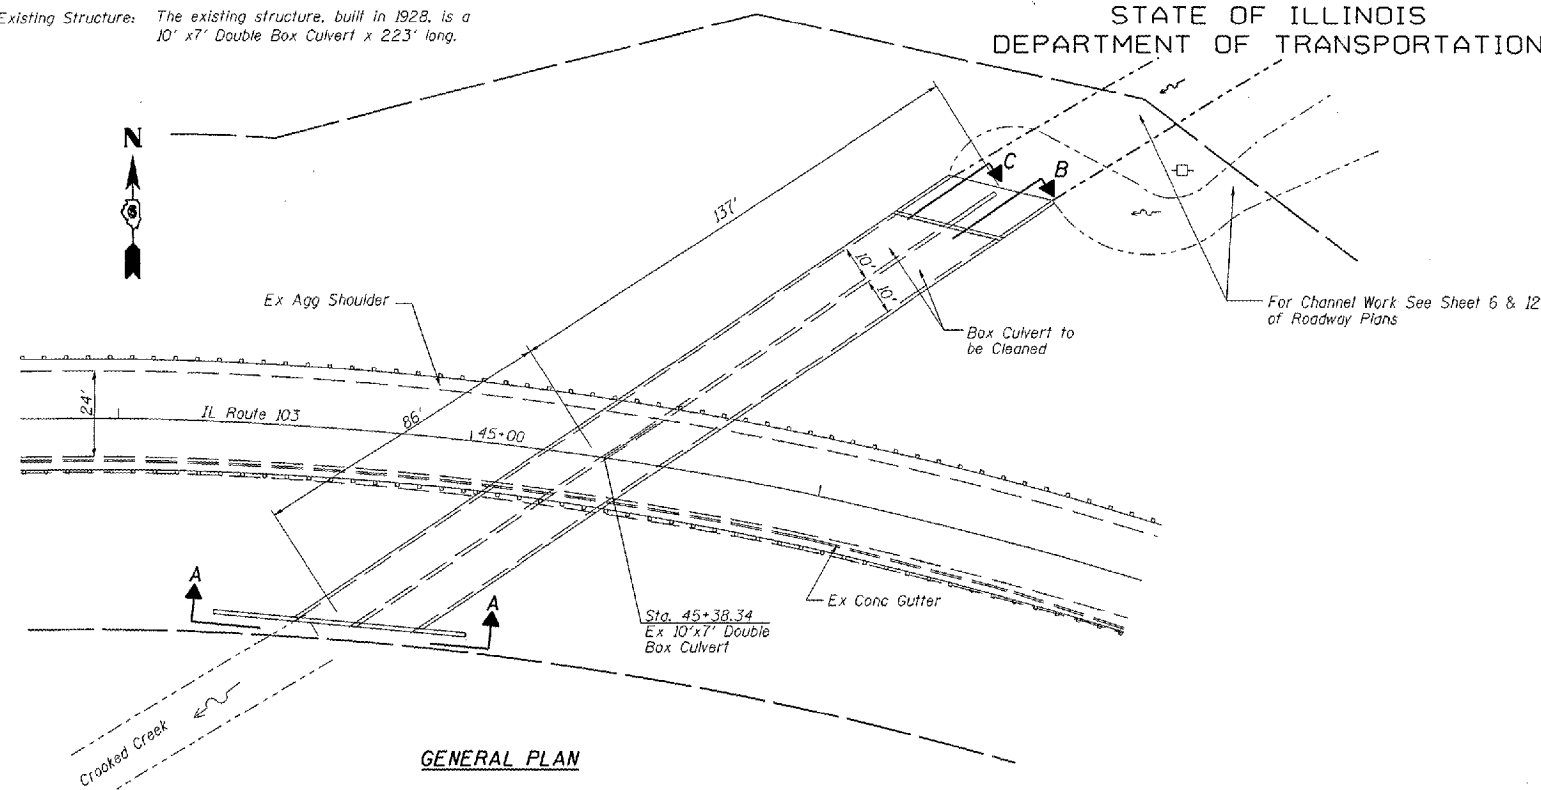 Existing Structure: The existing structure, built in 1928, is a
10' x7' Double Box Culvert x 223' long.
STATE OF ILLINOIS
DEPARTMENT OF TRANSPORTATION
N
6
C
B
137'
10'
10'
Ex Agg Shoulder
For Channel Work See Sheet 6 & 12
of Roadway Plans
Box Culvert to
be Cleaned
24'
IL Route 103
86'
45+00
A
A
Ex Conc Gutter
Sta. 45+38.34
Ex 10'x7' Double
Box Culvert
Crooked Creek
GENERAL PLAN